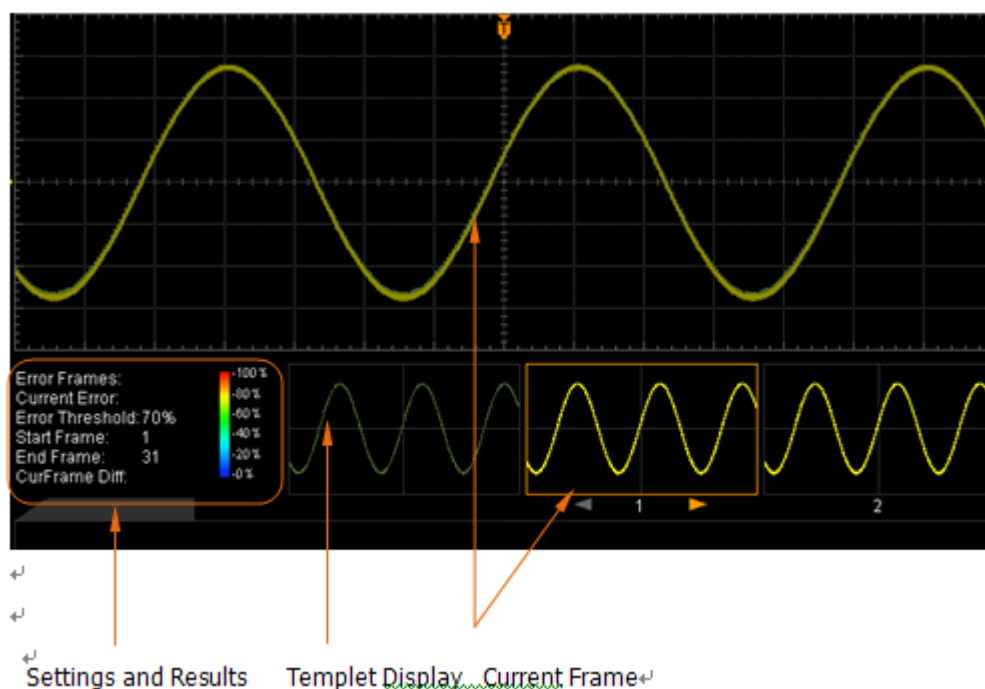 T
Error Frames:
Current Error:
Error Threshold:70%
Start Frame: 1
End Frame: 31
CurFrame Diff:
-100%
-80%
-60%
-40%
-20%
-0%
1
2
Settings and Results Templet Display Current Frame